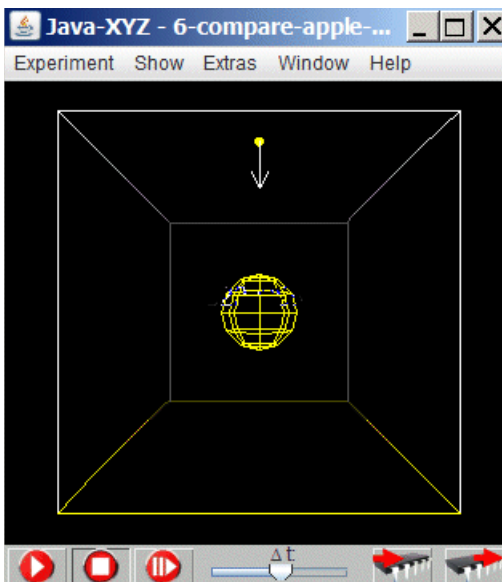 Java-XYZ - 6-compare-apple-...
Experiment Show Extras Window Help
Δt